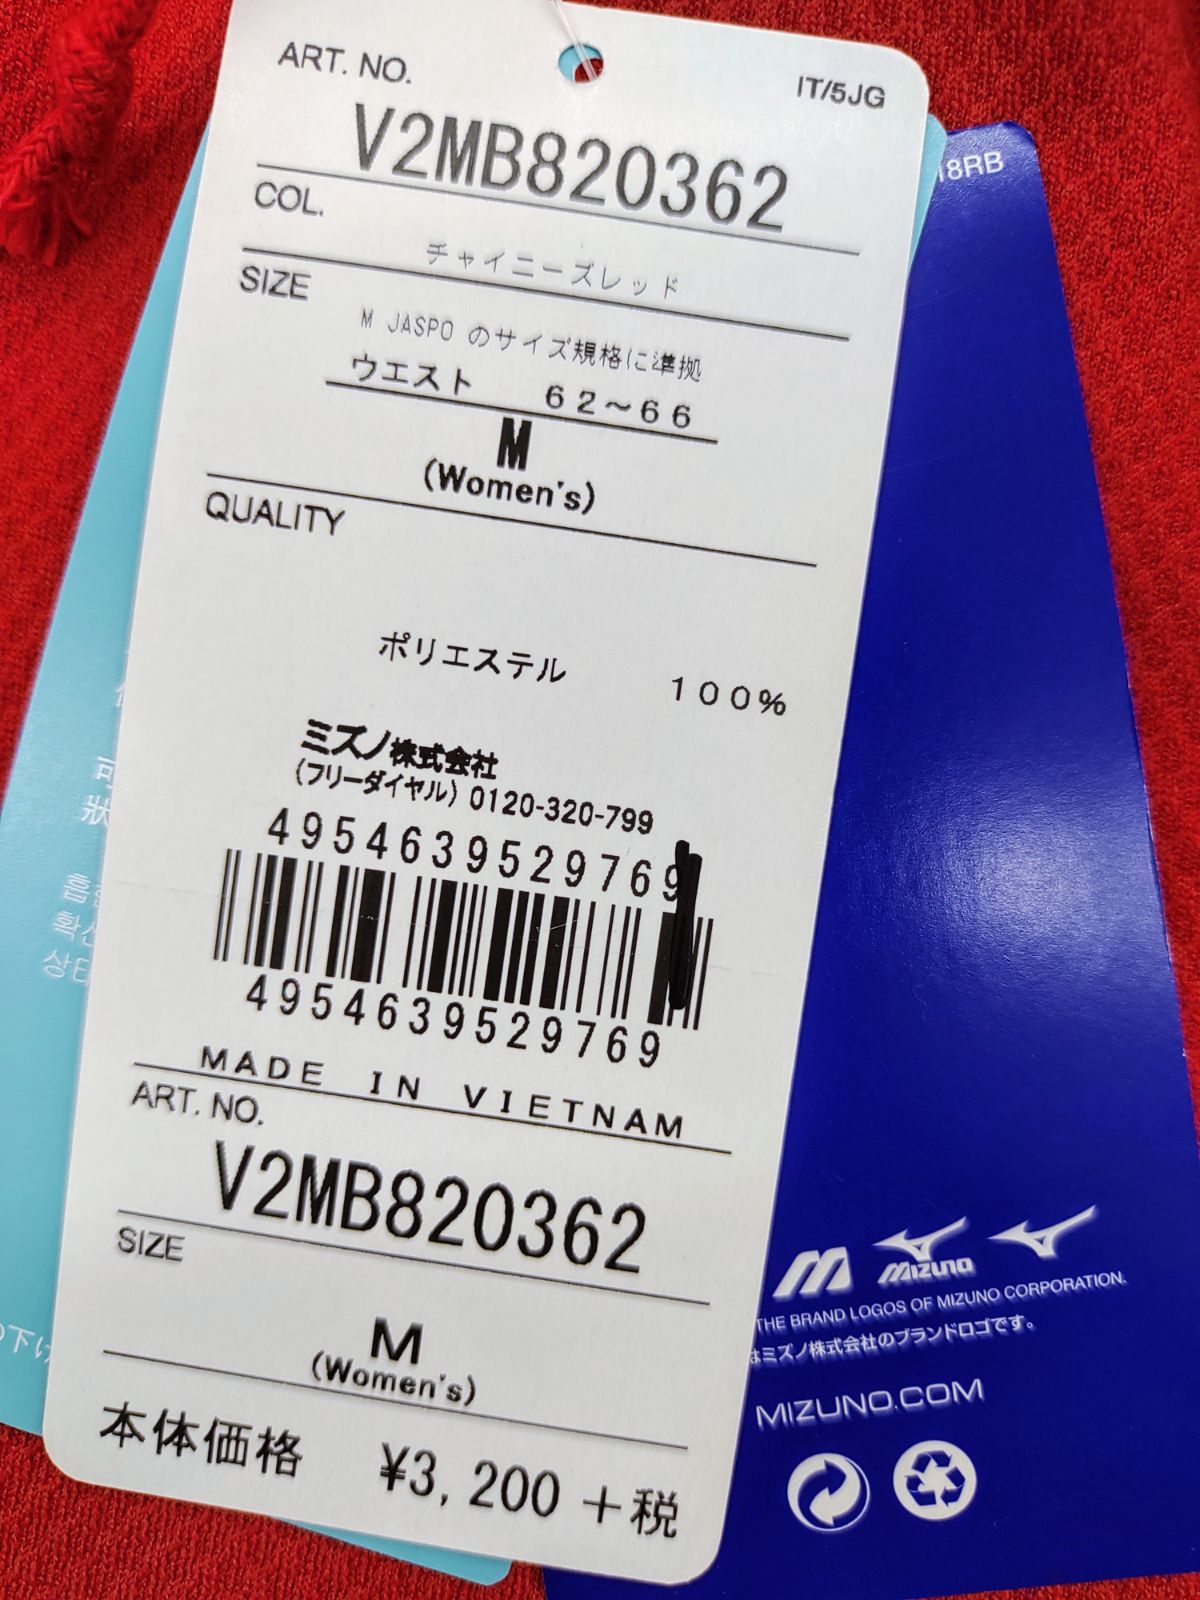 ART. NO.
IT/5JG
V2MB820362
COL.
チャイニーズレッド
SIZE
M JASPO のサイズ規格に準拠
ウエスト 62～66
M
(Women's)
QUALITY
ポリエステル 100%
ミズノ株式会社
(フリーダイヤル) 0120-320-799
4954639529769
4954639529769
MADE IN VIETNAM
ART. NO.
V2MB820362
SIZE
M
(Women's)
本体価格 ¥3,200 +税
18RB
MIZUNO
THE BRAND LOGOS OF MIZUNO CORPORATION.
はミズノ株式会社のブランドロゴです。
MIZUNO.COM